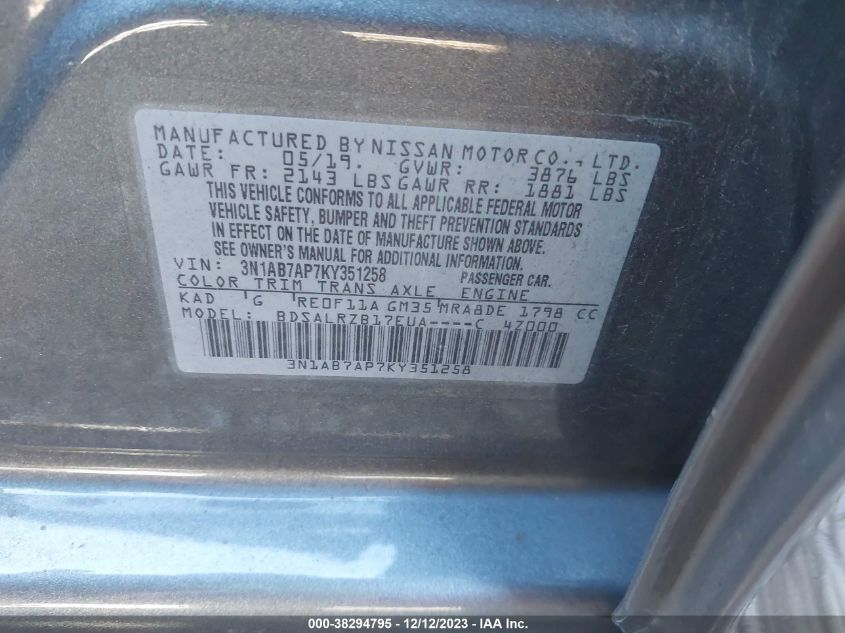 MANUFACTURED BY NISSAN MOTOR CO., LTD.
DATE: 05/19. GVWR: 3876 LBS
GAWR FR: 2143 LBS GAWR RR: 1881 LBS
THIS VEHICLE CONFORMS TO ALL APPLICABLE FEDERAL MOTOR
VEHICLE SAFETY, BUMPER AND THEFT PREVENTION STANDARDS
IN EFFECT ON THE DATE OF MANUFACTURE SHOWN ABOVE.
SEE OWNER'S MANUAL FOR ADDITIONAL INFORMATION.
VIN: 3N1AB7AP7KY351258 PASSENGER CAR.
COLOR TRIM TRANS AXLE ENGINE
KAD G RE0F11A GM35 MRA8DE 1798 CC
MODEL: BDSALRZB17EUA----C 47000
3N1AB7AP7KY351258
000-38294795 - 12/12/2023 - IAA Inc.